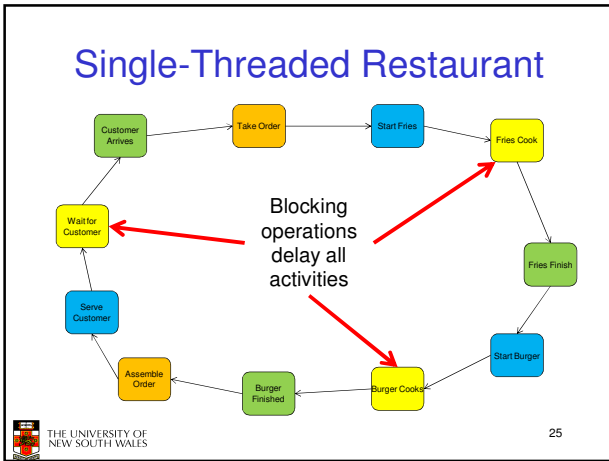 Single-Threaded Restaurant
Customer
Arrives
Take Order
Start Fries
Fries Cook
Wait for
Customer
Blocking
operations
delay all
activities
Fries Finish
Serve
Customer
Start Burger
Assemble
Order
Burger
Finished
Burger Cooks
THE UNIVERSITY OF
NEW SOUTH WALES
25